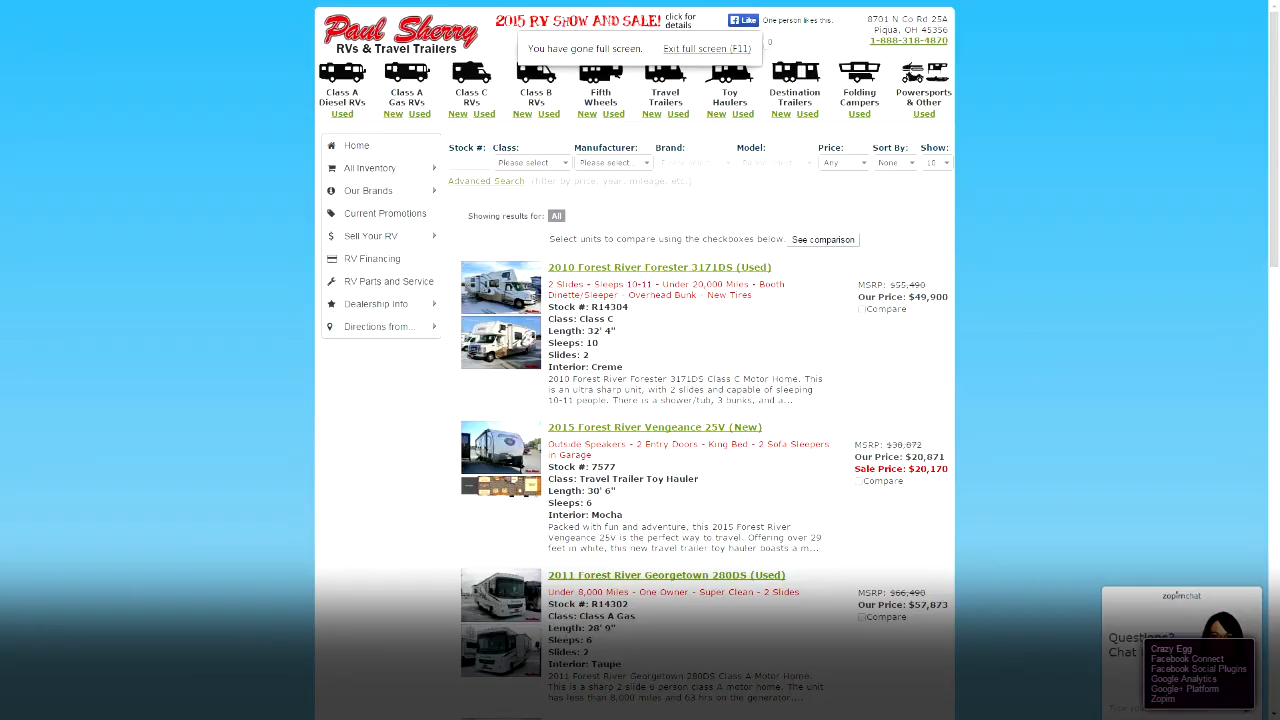 Paul Sherry
RVs & Travel Trailers
2015 RV SHOW AND SALE!
click for
details
Like
One person likes this.
0
8701 N Co Rd 25A
Piqua, OH 45356
1-888-318-4870
You have gone full screen. Exit full screen (F11)
Class A
Diesel RVs
Used
Class A
Gas RVs
New Used
Class C
RVs
New Used
Class B
RVs
New Used
Fifth
Wheels
New Used
Travel
Trailers
New Used
Toy
Haulers
New Used
Destination
Trailers
New Used
Folding
Campers
Used
Powersports
& Other
Used
Home
All Inventory
Our Brands
Current Promotions
Sell Your RV
RV Financing
RV Parts and Service
Dealership Info
Directions from...
Stock #: Class: Manufacturer: Brand: Model: Price: Sort By: Show:
Please select Please select... Please select... Please select... Any None 10
Advanced Search (filter by price, year, mileage, etc.)
Showing results for: All
Select units to compare using the checkboxes below. See comparison
2010 Forest River Forester 3171DS (Used)
2 Slides - Sleeps 10-11 - Under 20,000 Miles - Booth
Dinette/Sleeper - Overhead Bunk - New Tires
Stock #: R14304
Class: Class C
Length: 32' 4"
Sleeps: 10
Slides: 2
Interior: Creme
2010 Forest River Forester 3171DS Class C Motor Home. This
is an ultra sharp unit, with 2 slides and capable of sleeping
10-11 people. There is a shower/tub, 3 bunks, and a...
MSRP: $55,490
Our Price: $49,900
Compare
2015 Forest River Vengeance 25V (New)
Outside Speakers - 2 Entry Doors - King Bed - 2 Sofa Sleepers
in Garage
Stock #: 7577
Class: Travel Trailer Toy Hauler
Length: 30' 6"
Sleeps: 6
Interior: Mocha
Packed with fun and adventure, this 2015 Forest River
Vengeance 25V is the perfect way to travel. Offering over 29
feet in white, this new travel trailer toy hauler boasts a m...
MSRP: $30,072
Our Price: $20,871
Sale Price: $20,170
Compare
2011 Forest River Georgetown 280DS (Used)
Under 8,000 Miles - One Owner - Super Clean - 2 Slides
Stock #: R14302
Class: Class A Gas
Length: 28' 9"
Sleeps: 6
Slides: 2
Interior: Taupe
2011 Forest River Georgetown 280DS Class A Motor Home.
This is a sharp 2 slide 6 person class A motor home. The unit
has less than 8,000 miles and 63 hrs on the generator....
MSRP: $66,490
Our Price: $57,873
Compare
zopim chat
Questions?
Chat
Crazy Egg
Facebook Connect
Facebook Social Plugins
Google Analytics
Google+ Platform
Zopim